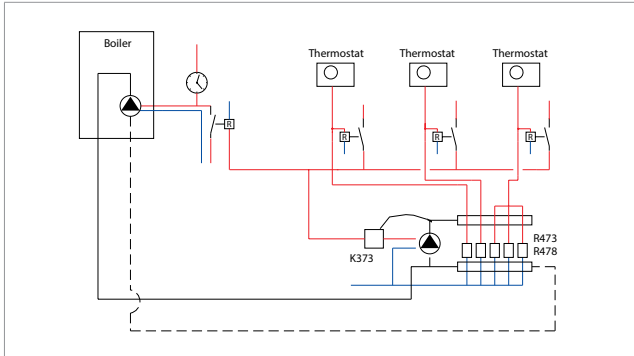 Boiler
Thermostat
Thermostat
Thermostat
R
R
R
R
K373
R473
R478